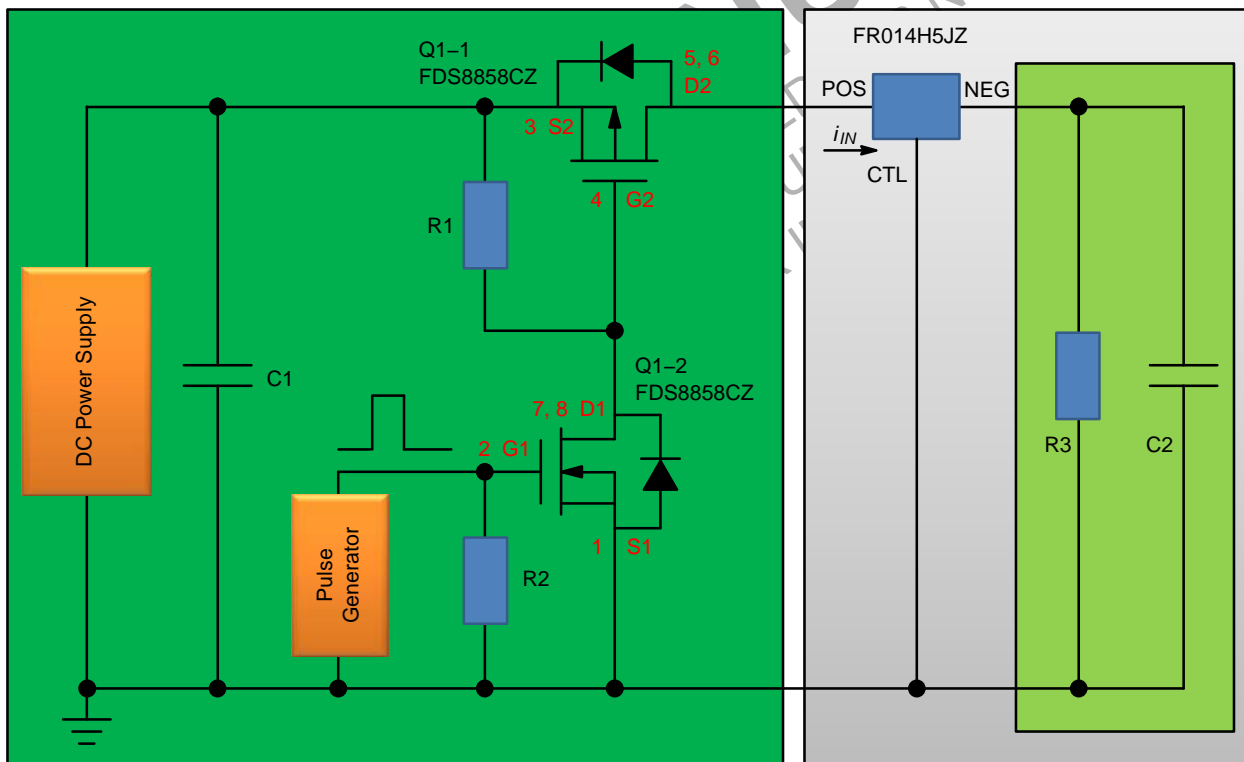 Q1–1
FDS8858CZ
5, 6
D2
3 S2
4 G2
R1
DC Power Supply
C1
Q1–2
FDS8858CZ
7, 8 D1
2 G1
1 S1
Pulse
Generator
R2
FR014H5JZ
POS
NEG
iIN
CTL
R3
C2